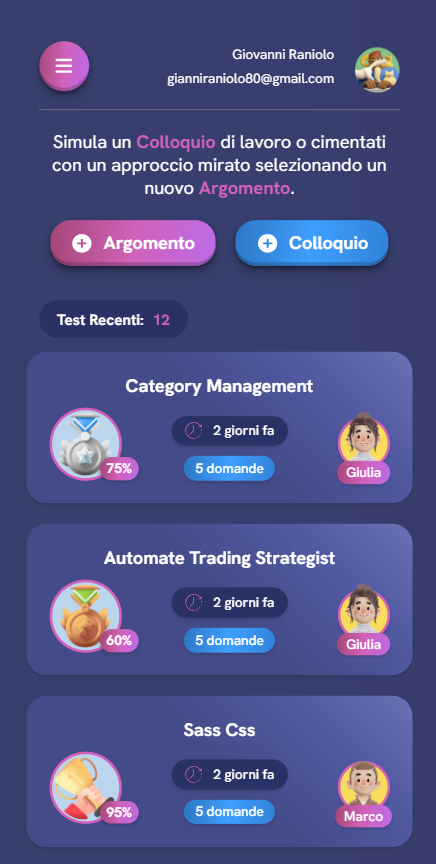 Giovanni Raniolo
gianniraniolo80@gmail.com
Simula un Colloquio di lavoro o cimentati
con un approccio mirato selezionando un
nuovo Argomento.
Argomento
Colloquio
Test Recenti: 12
Category Management
75%
2 giorni fa
5 domande
Giulia
Automate Trading Strategist
60%
2 giorni fa
5 domande
Giulia
Sass Css
95%
2 giorni fa
5 domande
Marco